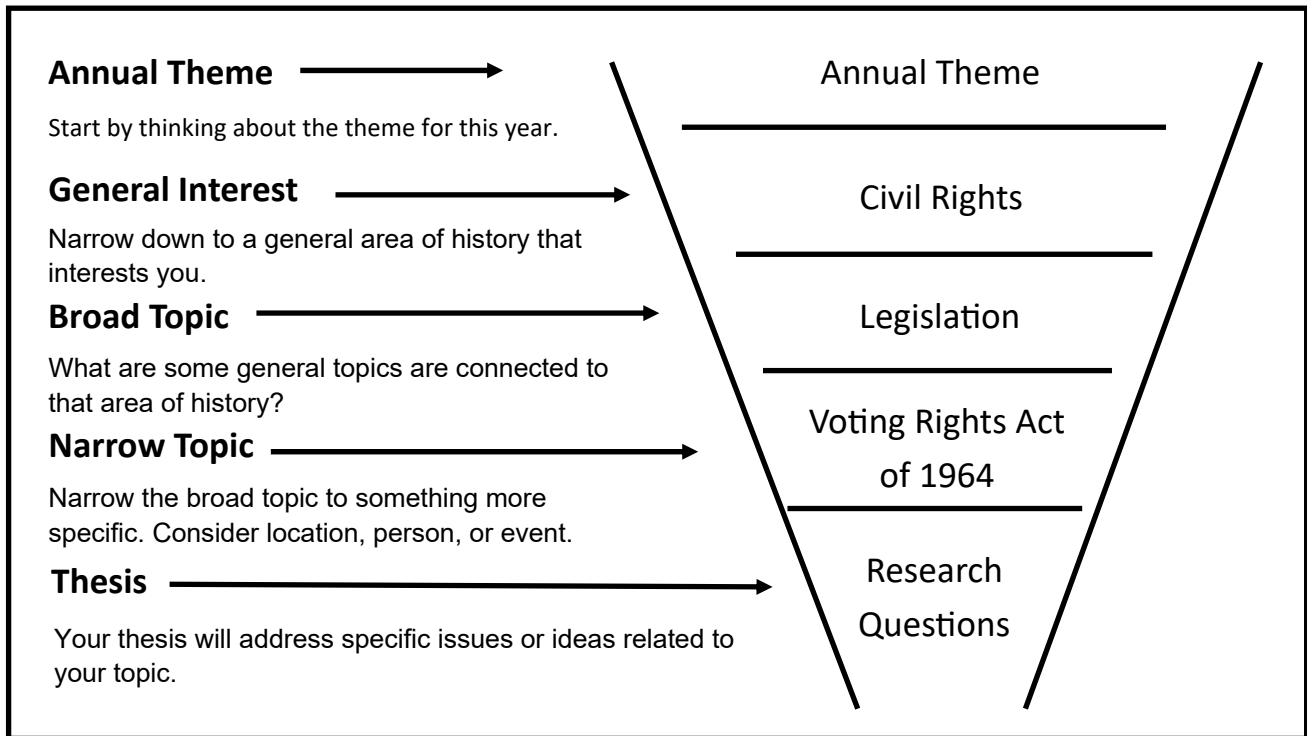 Annual Theme
Start by thinking about the theme for this year.
General Interest
Narrow down to a general area of history that
interests you.
Broad Topic
What are some general topics are connected to
that area of history?
Narrow Topic
Narrow the broad topic to something more
specific. Consider location, person, or event.
Thesis
Your thesis will address specific issues or ideas related to
your topic.
Annual Theme
Civil Rights
Legislation
Voting Rights Act
of 1964
Research
Questions